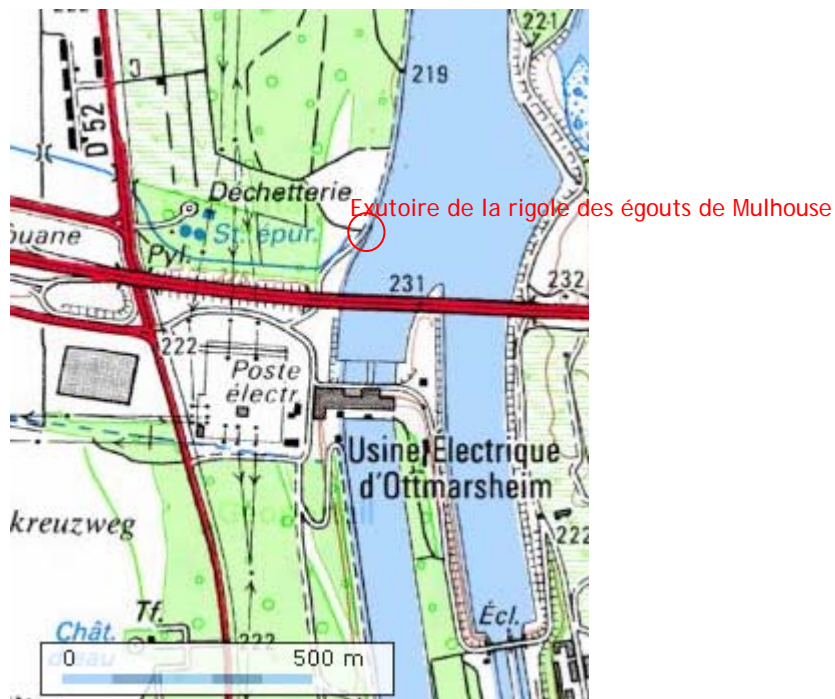 221
219
D'52
Déchetterie
Exutoire de la rigole des égouts de Mulhouse
St. épur.
Pyl.
231
232
222
Poste
électr.
Usine Electrique
d'Ottmarsheim
222
kreuzweg
Tf.
Écl.
Chât.
d'eau
222
0
500 m